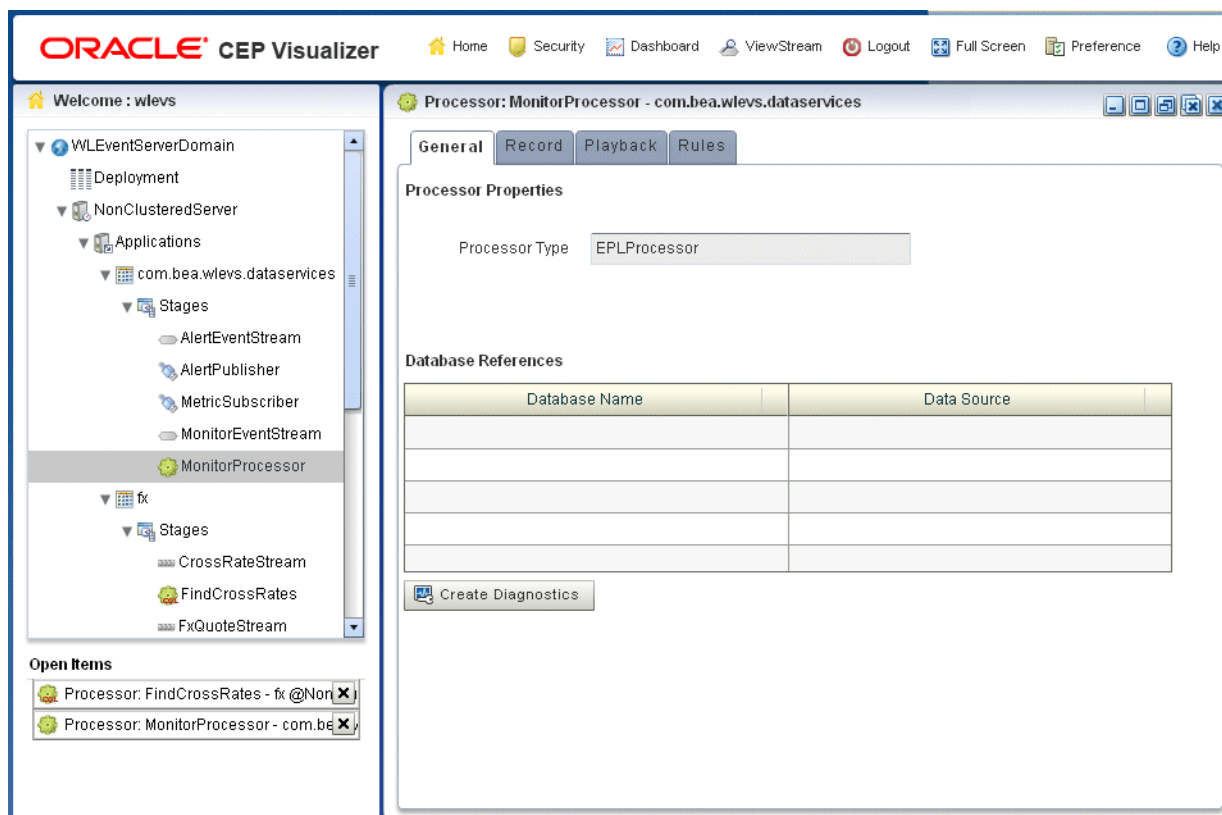 ORACLE CEP Visualizer
Home Security Dashboard ViewStream Logout Full Screen Preference Help
Welcome : wlevs
WLEventServerDomain
Deployment
NonClusteredServer
Applications
com.bea.wlevs.dataservices
Stages
AlertEventStream
AlertPublisher
MetricSubscriber
MonitorEventStream
MonitorProcessor
fx
Stages
CrossRateStream
FindCrossRates
FxQuoteStream
Open Items
Processor: FindCrossRates - fx @Non
Processor: MonitorProcessor - com.be
Processor: MonitorProcessor - com.bea.wlevs.dataservices
General Record Playback Rules
Processor Properties
Processor Type EPLProcessor
Database References
Database Name Data Source
Create Diagnostics